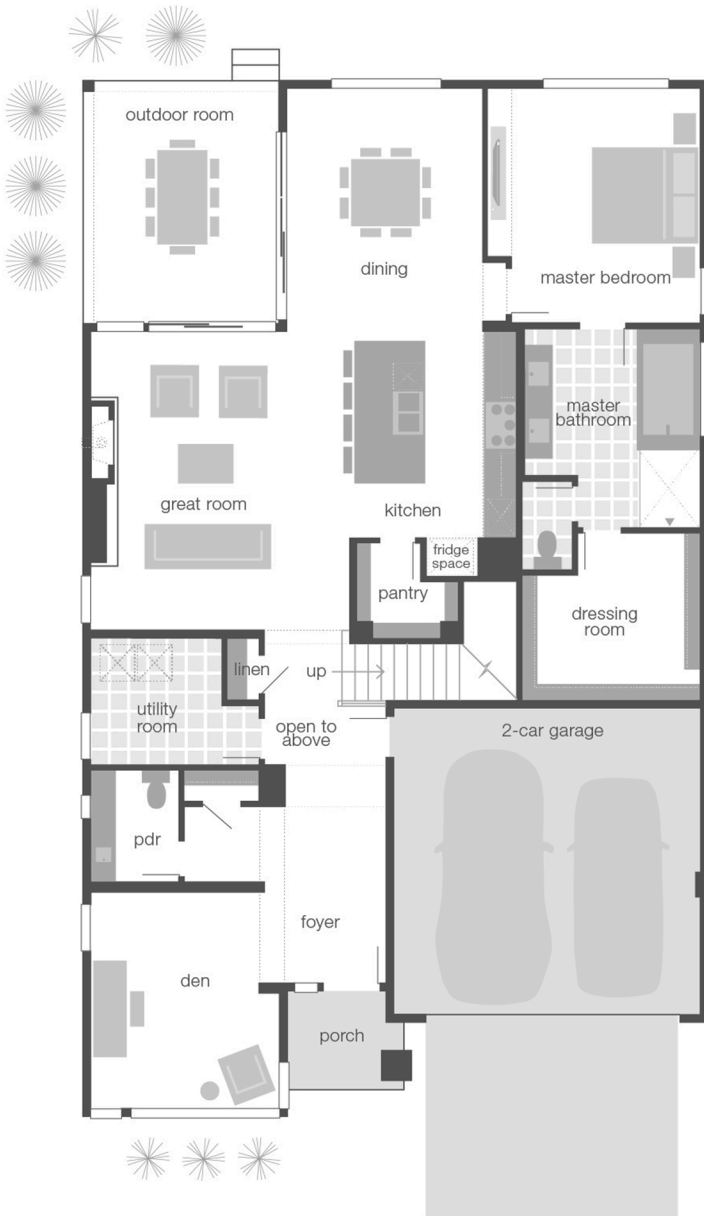 outdoor room
dining
master bedroom
master
bathroom
great room
kitchen
fridge
space
pantry
dressing
room
linen
up
utility
room
open to
above
2-car garage
pdr
foyer
den
porch